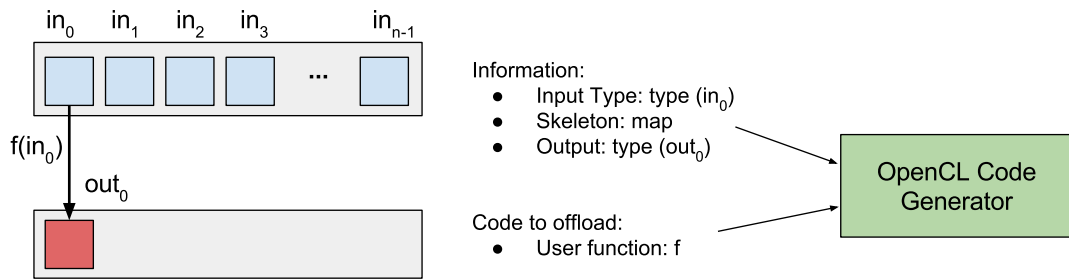 in₀ in₁ in₂ in₃ in n-1
...
f(in₀)
out₀
Information:
● Input Type: type (in₀)
● Skeleton: map
● Output: type (out₀)
Code to offload:
● User function: f
OpenCL Code
Generator